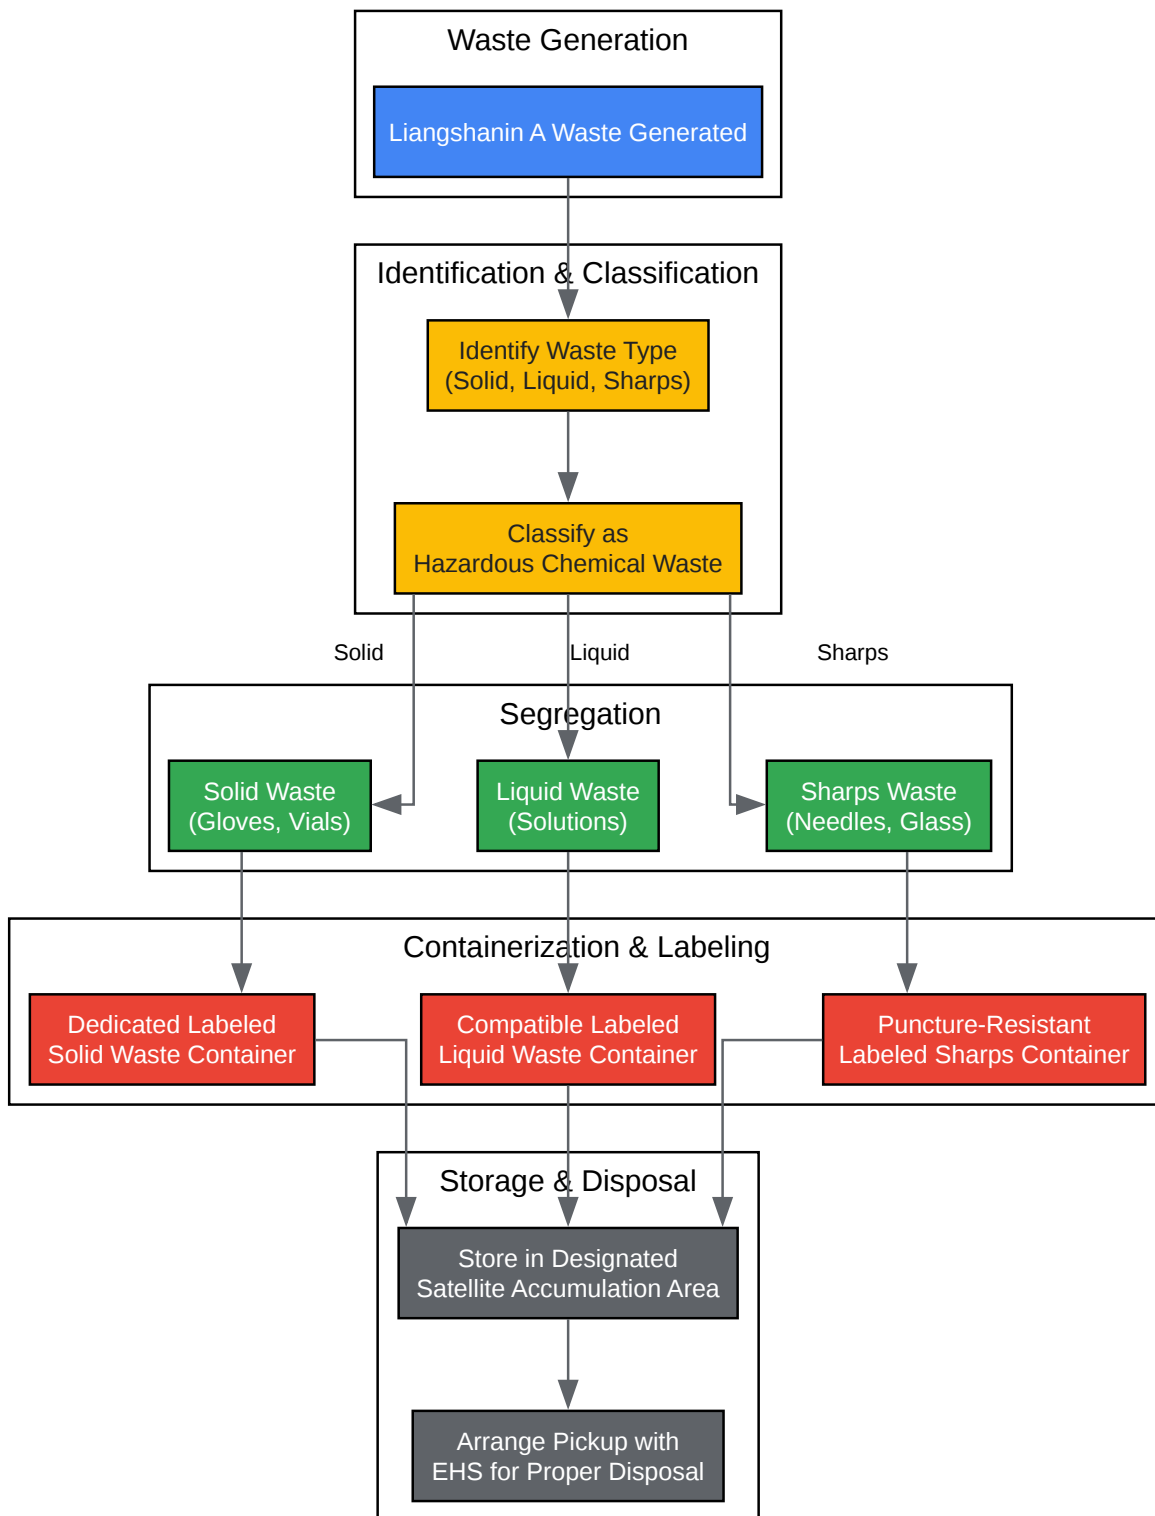 Waste Generation
Liangshanin A Waste Generated
Identification & Classification
Identify Waste Type
(Solid, Liquid, Sharps)
Classify as
Hazardous Chemical Waste
Solid
Liquid
Sharps
Segregation
Solid Waste
(Gloves, Vials)
Liquid Waste
(Solutions)
Sharps Waste
(Needles, Glass)
Containerization & Labeling
Dedicated Labeled
Solid Waste Container
Compatible Labeled
Liquid Waste Container
Puncture-Resistant
Labeled Sharps Container
Storage & Disposal
Store in Designated
Satellite Accumulation Area
Arrange Pickup with
EHS for Proper Disposal